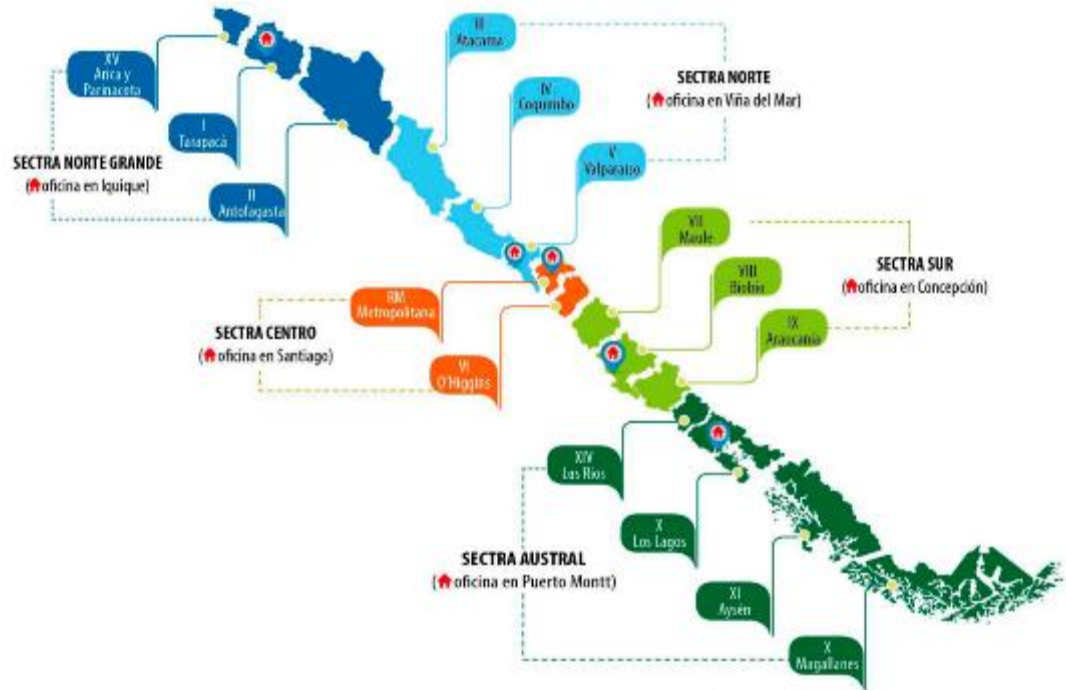 XV
Arica y
Parinacota
I
Tarapacá
II
Antofagasta
SECTRA NORTE GRANDE
(oficina en Iquique)
III
Atacama
IV
Coquimbo
V
Valparaíso
SECTRA NORTE
(oficina en Viña del Mar)
RM
Metropolitana
VI
O'Higgins
SECTRA CENTRO
(oficina en Santiago)
VII
Maule
VIII
Biobío
IX
Araucanía
SECTRA SUR
(oficina en Concepción)
XIV
Los Ríos
X
Los Lagos
XI
Aysén
X
Magallanes
SECTRA AUSTRAL
(oficina en Puerto Montt)